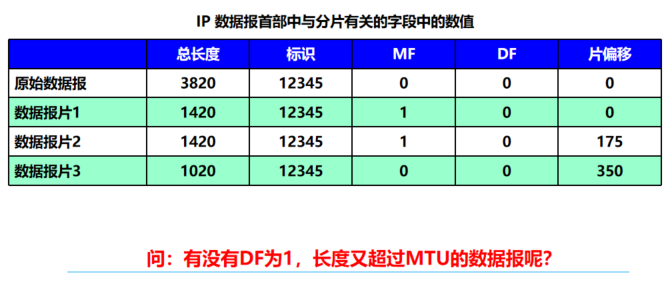 IP 数据报首部中与分片有关的字段中的数值
总长度 标识 MF DF 片偏移
原始数据报 3820 12345 0 0 0
数据报片1 1420 12345 1 0 0
数据报片2 1420 12345 1 0 175
数据报片3 1020 12345 0 0 350
问：有没有DF为1，长度又超过MTU的数据报呢？